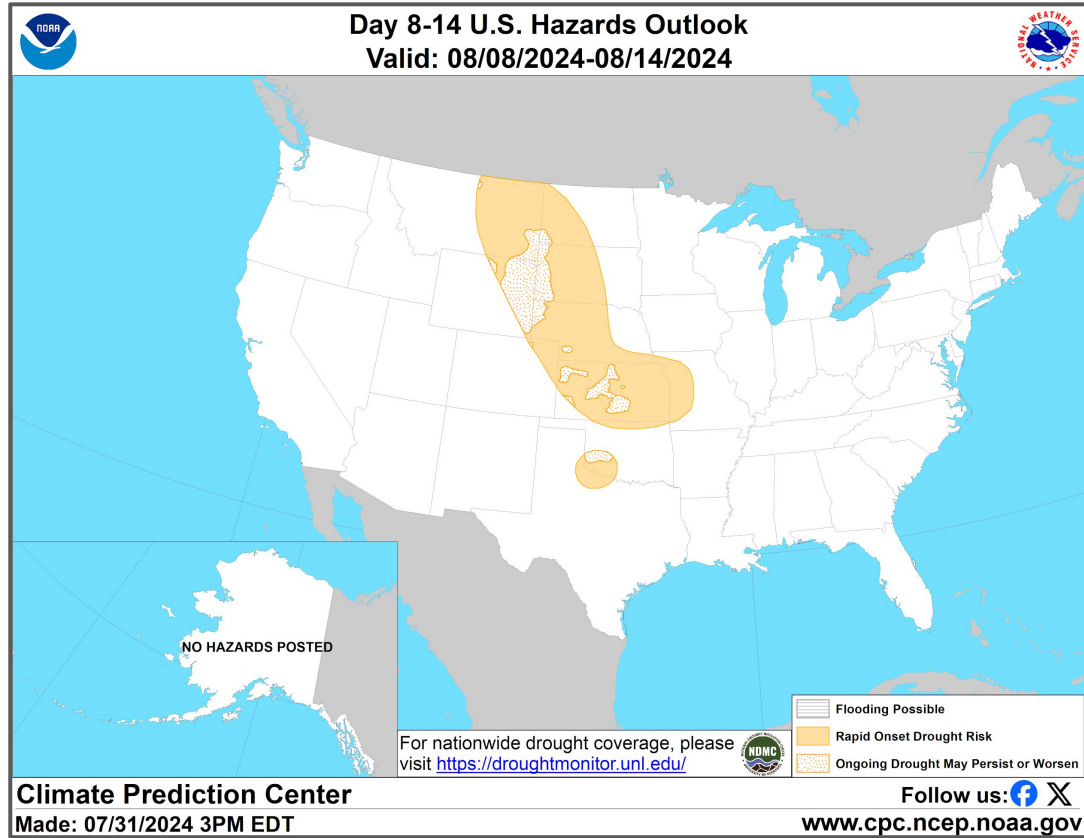 NOAA
Day 8-14 U.S. Hazards Outlook
Valid: 08/08/2024-08/14/2024
NATIONAL WEATHER SERVICE
NO HAZARDS POSTED
For nationwide drought coverage, please
visit https://droughtmonitor.unl.edu/
NDMC
Flooding Possible
Rapid Onset Drought Risk
Ongoing Drought May Persist or Worsen
Climate Prediction Center
Follow us:
Made: 07/31/2024 3PM EDT
www.cpc.ncep.noaa.gov